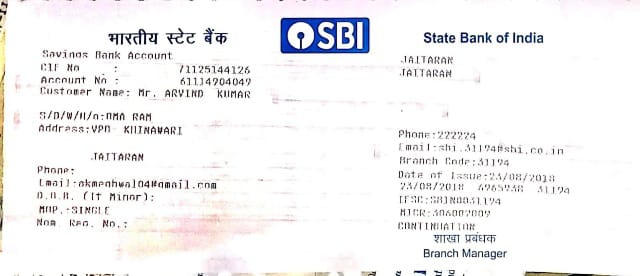 भारतीय स्टेट बैंक
SBI
State Bank of India
Savings Bank Account
CIF No : 71125144126
Account No : 61114904049
Customer Name: Mr. ARVIND KUMAR
S/D/W/H/o:OMA RAM
Address:VPO- KHINAWARI
JAITARAN
Phone:
Email:akmenhwal04@gmail.com
D.O.B. (If Minor):
MOP.:SINGLE
Nom. Reg. No.:
JAITARAN
JAITARAN
Phone:222224
Email:sbi.31194@sbi.co.in
Branch Code:31194
Date of Issue:23/08/2018
23/08/2018 6965938 31194
IFSC:SBIN0031194
MICR:306002009
CONTINUATION
शाखा प्रबंधक
Branch Manager